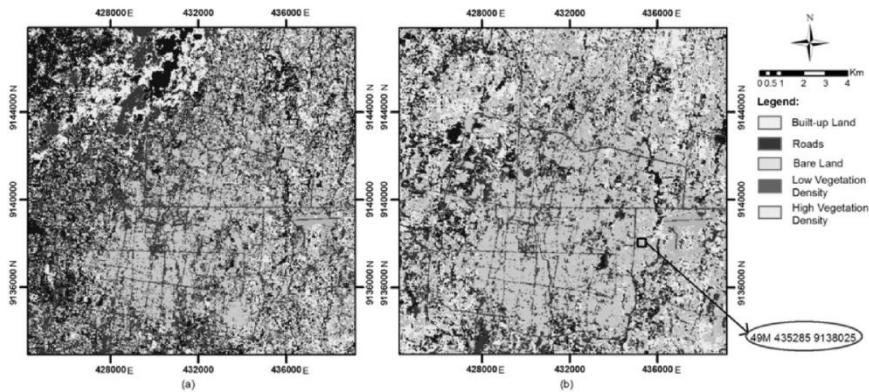 428000 E 432000 436000 E
9144000 N
9140000 N
9136000 N
428000 E 432000 E 436000 E
(a)
428000 E 432000 E 436000 E
9144000 N
9140000 N
9136000 N
428000 E 432000 E 436000 E
(b)
N
0 0.5 1 2 3 4 Km
Legend:
Built-up Land
Roads
Bare Land
Low Vegetation
Density
High Vegetation
Density
49M 435285 9138025